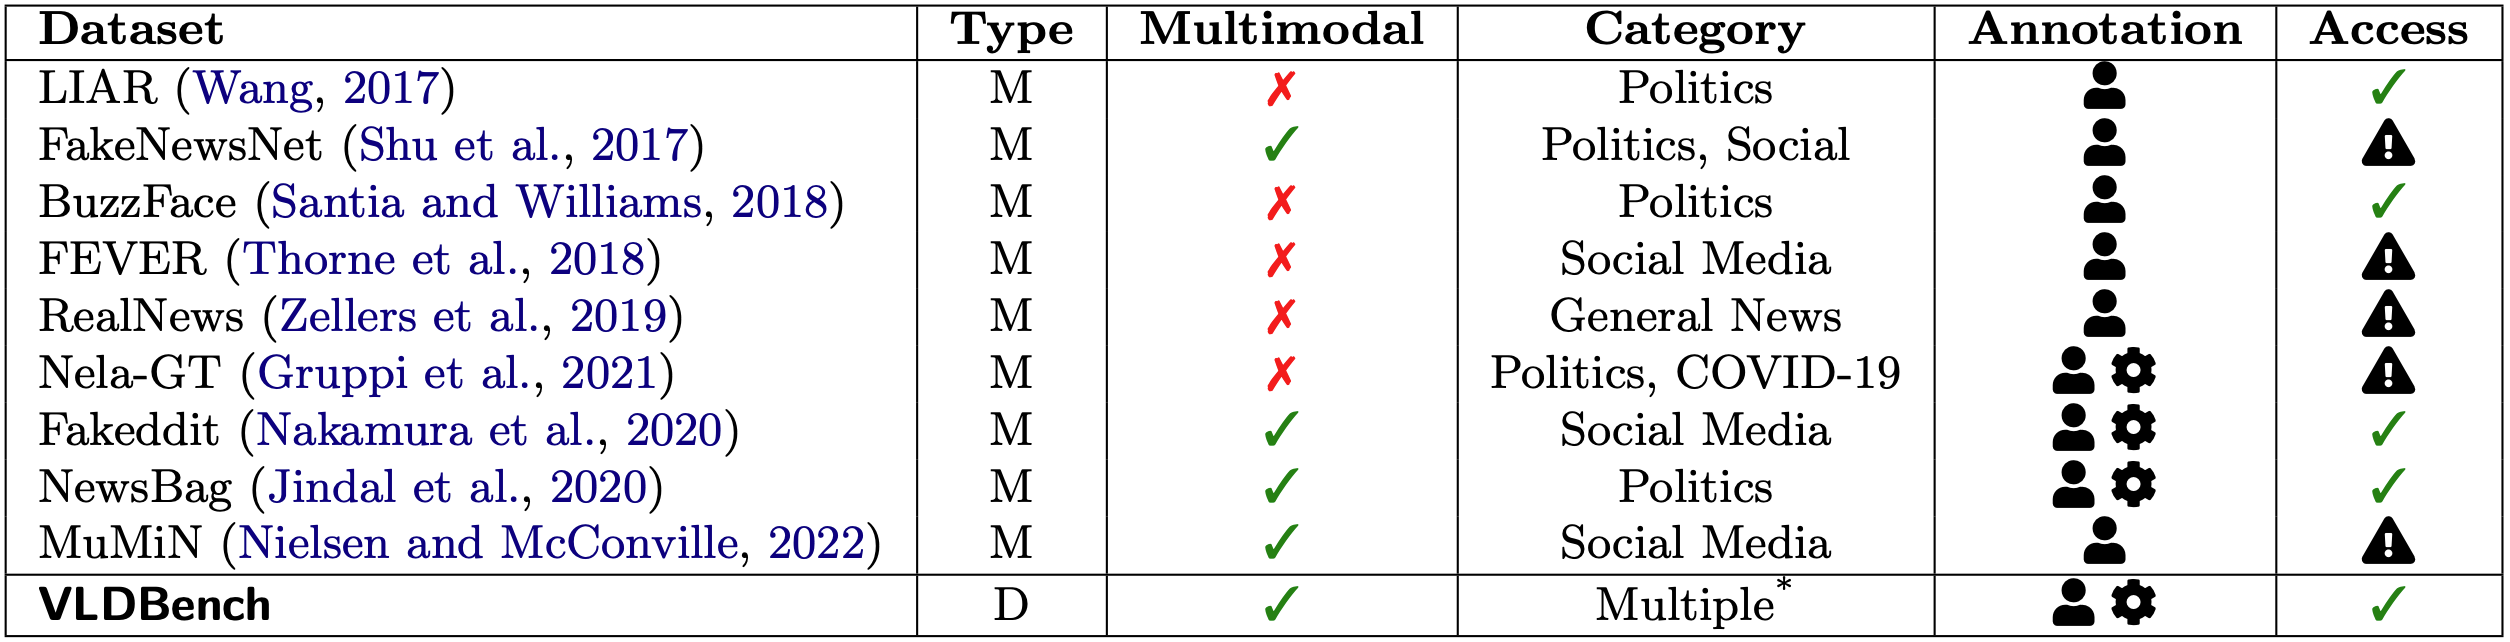 Dataset Type Multimodal Category Annotation Access
LIAR (Wang, 2017) M ✗ Politics ✓
FakeNewsNet (Shu et al., 2017) M ✓ Politics, Social
BuzzFace (Santia and Williams, 2018) M ✗ Politics ✓
FEVER (Thorne et al., 2018) M ✗ Social Media
RealNews (Zellers et al., 2019) M ✗ General News
Nela-GT (Gruppi et al., 2021) M ✗ Politics, COVID-19
Fakeddit (Nakamura et al., 2020) M ✓ Social Media ✓
NewsBag (Jindal et al., 2020) M ✓ Politics ✓
MuMiN (Nielsen and McConville, 2022) M ✓ Social Media
VLDBench D ✓ Multiple* ✓